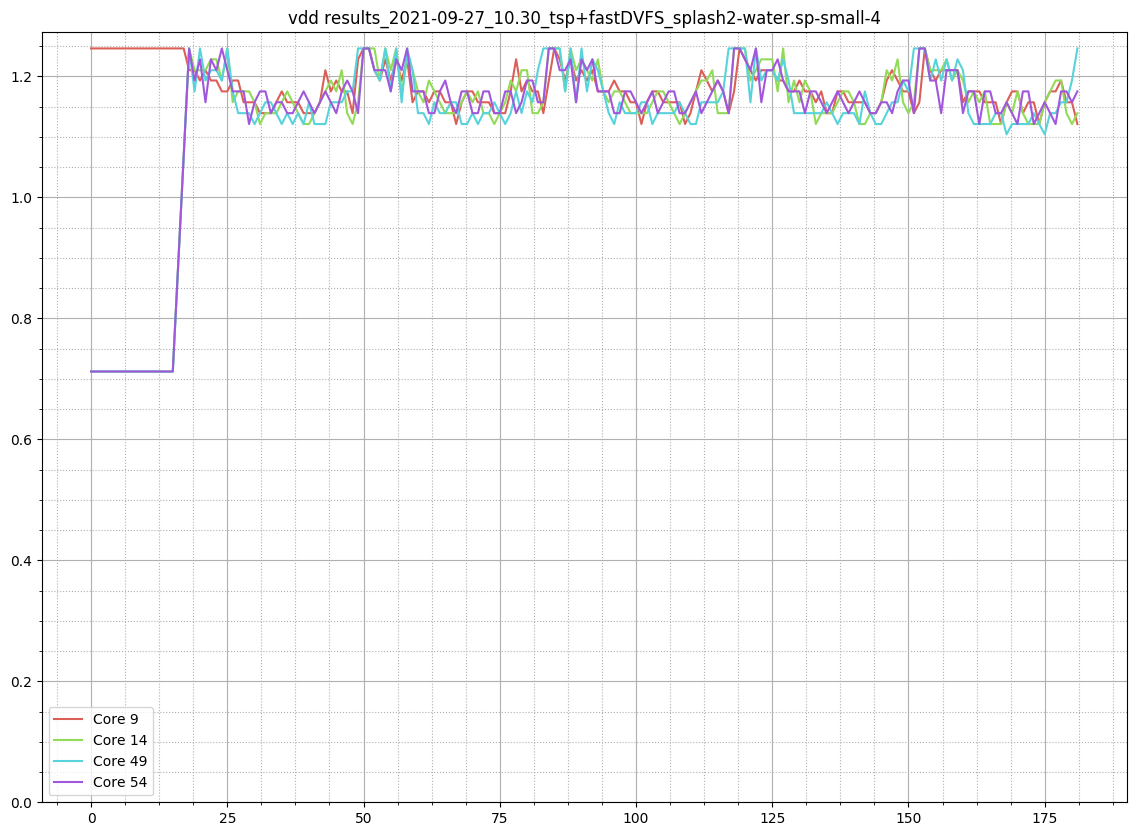 vdd results_2021-09-27_10.30_tsp+fastDVFS_splash2-water.sp-small-4
1.2
1.0
0.8
0.6
0.4
0.2
0.0
Core 9
Core 14
Core 49
Core 54
0 25 50 75 100 125 150 175